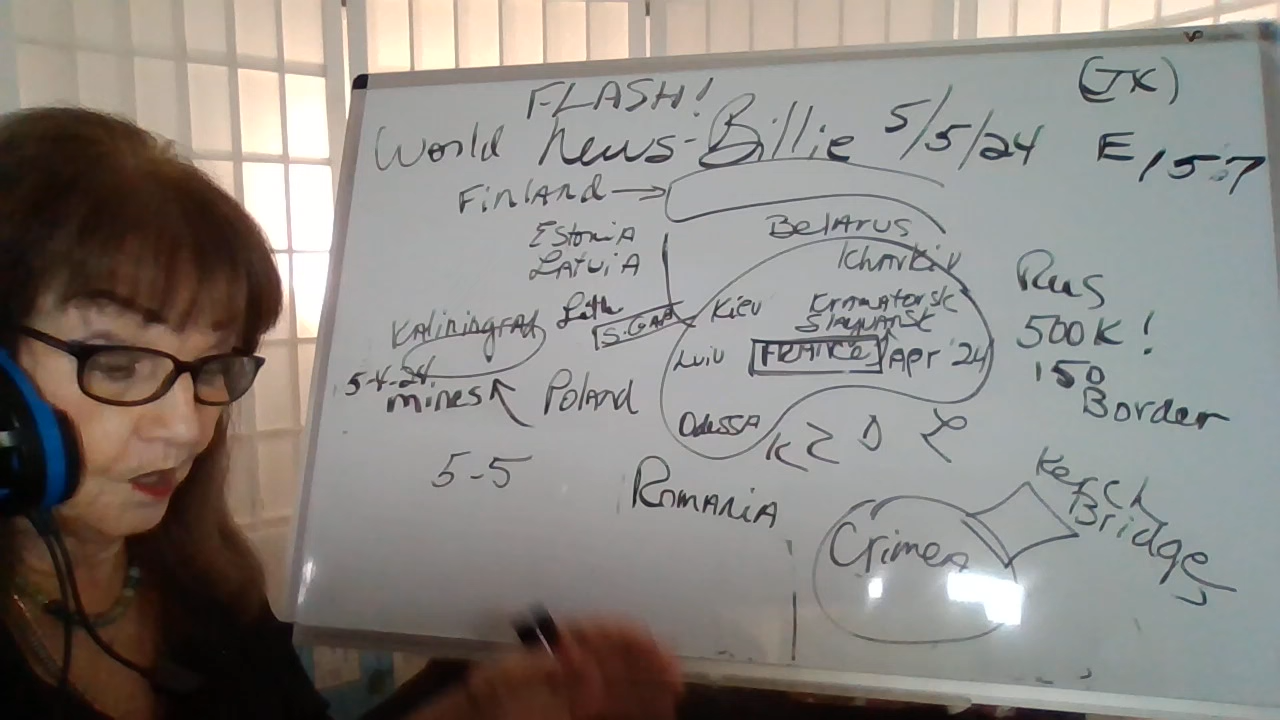 FLASH!
(JX)
World News-Billie 5/5/24 E 157
FINLAND →
EstoniA
LATViA
BelArus
KharkiV
Kaliningrad
Lith
S. GAP
Kiev
KramAtorsk
SlavyAnsk
Rus
500K!
150
Border
Lviv
FRANCE
Apr '24
5-4-24
mines
Poland
OdessA
K Z D L
5-5
RomAniA
Kersch
Bridge
Crimea